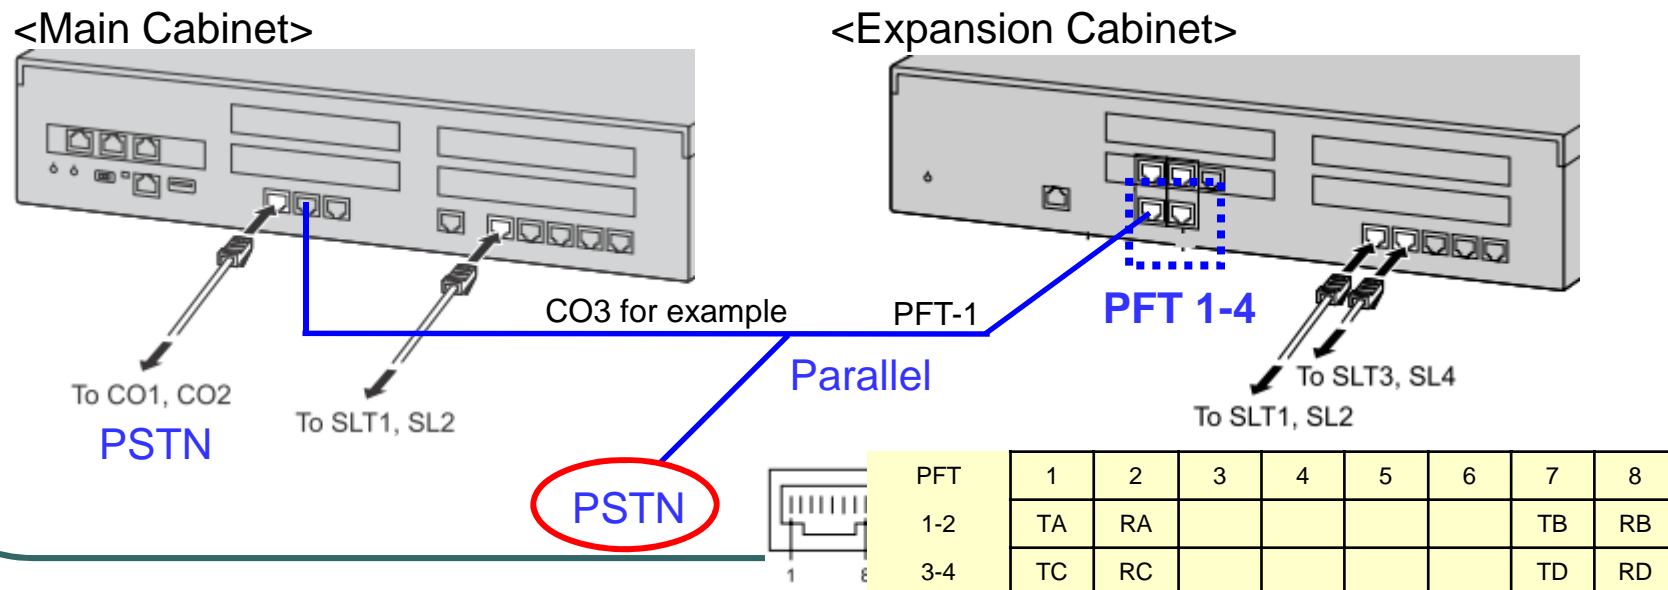 <Main Cabinet>
<Expansion Cabinet>
CO3 for example
PFT-1
PFT 1-4
Parallel
To CO1, CO2
PSTN
To SLT1, SL2
To SLT3, SL4
To SLT1, SL2
PSTN
1 8
PFT 1 2 3 4 5 6 7 8
1-2 TA RA TB RB
3-4 TC RC TD RD